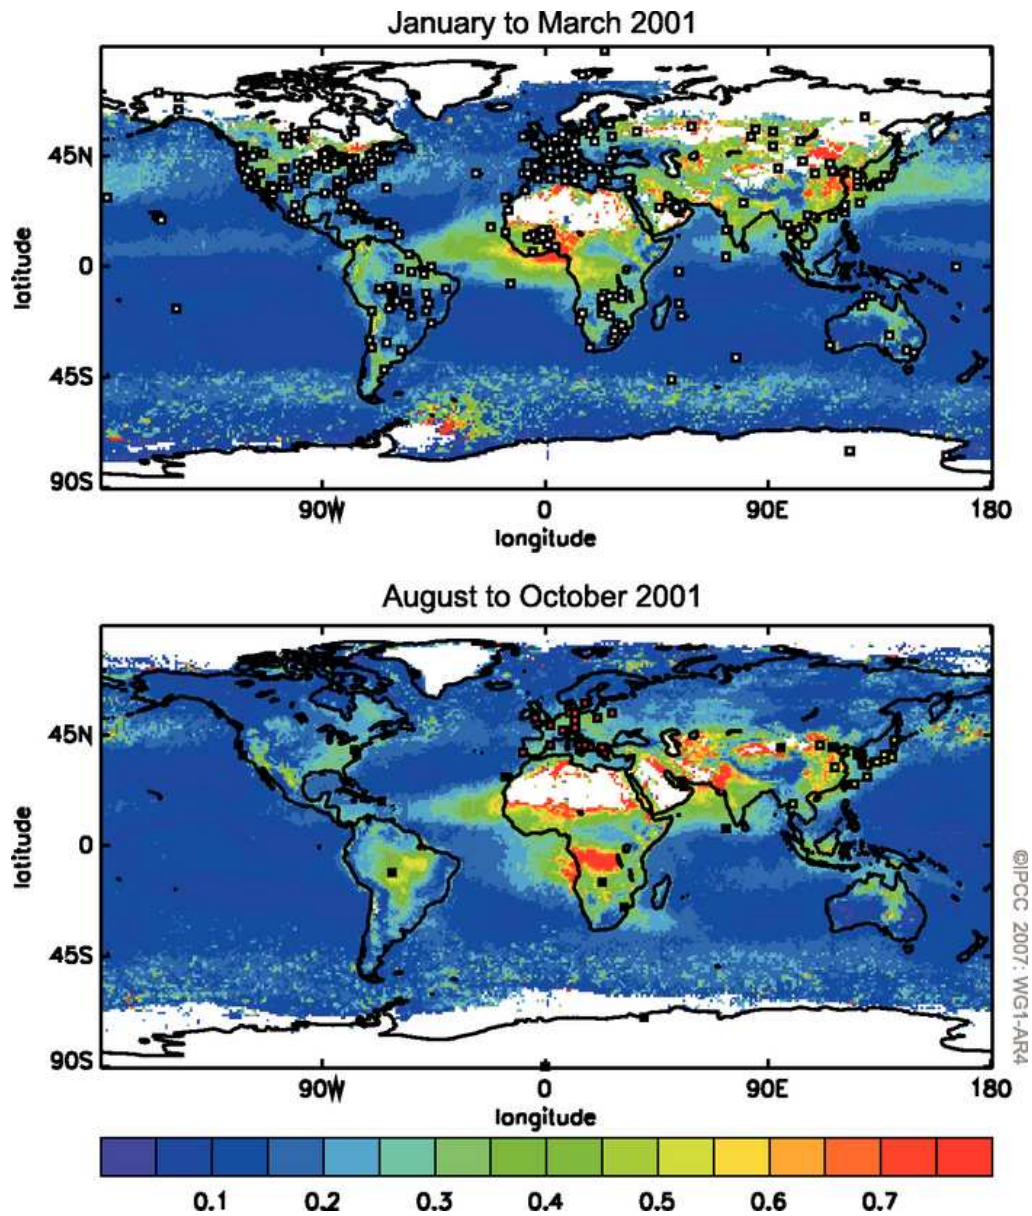 January to March 2001
45N
0
45S
90S
latitude
90W
0
90E
180
longitude
August to October 2001
45N
0
45S
90S
latitude
90W
0
90E
180
longitude
0.1
0.2
0.3
0.4
0.5
0.6
0.7
©IPCC 2007: WG1-AR4